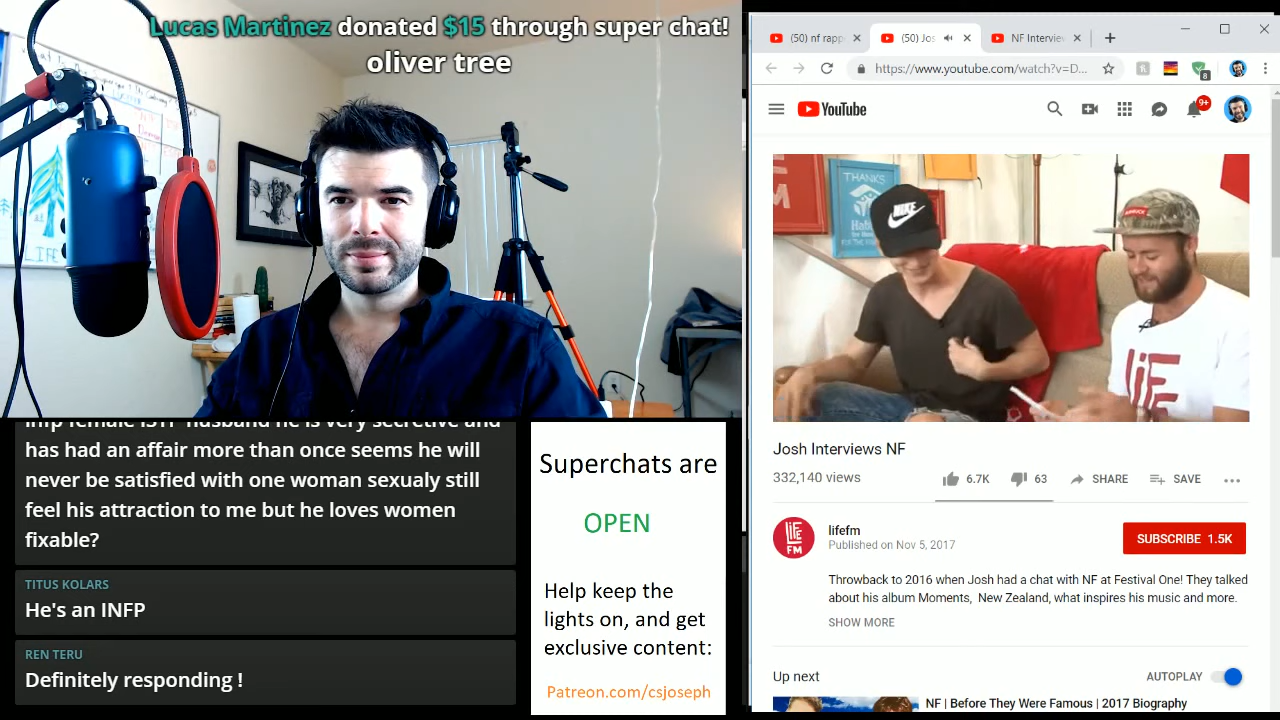 Lucas Martinez donated $15 through super chat!
oliver tree
LIFE
has had an affair more than once seems he will
never be satisfied with one woman sexualy still
feel his attraction to me but he loves women
fixable?
TITUS KOLARS
He's an INFP
REN TERU
Definitely responding !
Superchats are
OPEN
Help keep the
lights on, and get
exclusive content:
Patreon.com/csjoseph
(50) nf rapp
(50) Jos
NF Interview
https://www.youtube.com/watch?v=D...
8
YouTube
9+
THANKS
NIKE
LIFE
Josh Interviews NF
332,140 views
6.7K
63
SHARE
SAVE
LIFE FM
lifefm
Published on Nov 5, 2017
SUBSCRIBE 1.5K
Throwback to 2016 when Josh had a chat with NF at Festival One! They talked
about his album Moments, New Zealand, what inspires his music and more.
SHOW MORE
Up next
AUTOPLAY
NF | Before They Were Famous | 2017 Biography